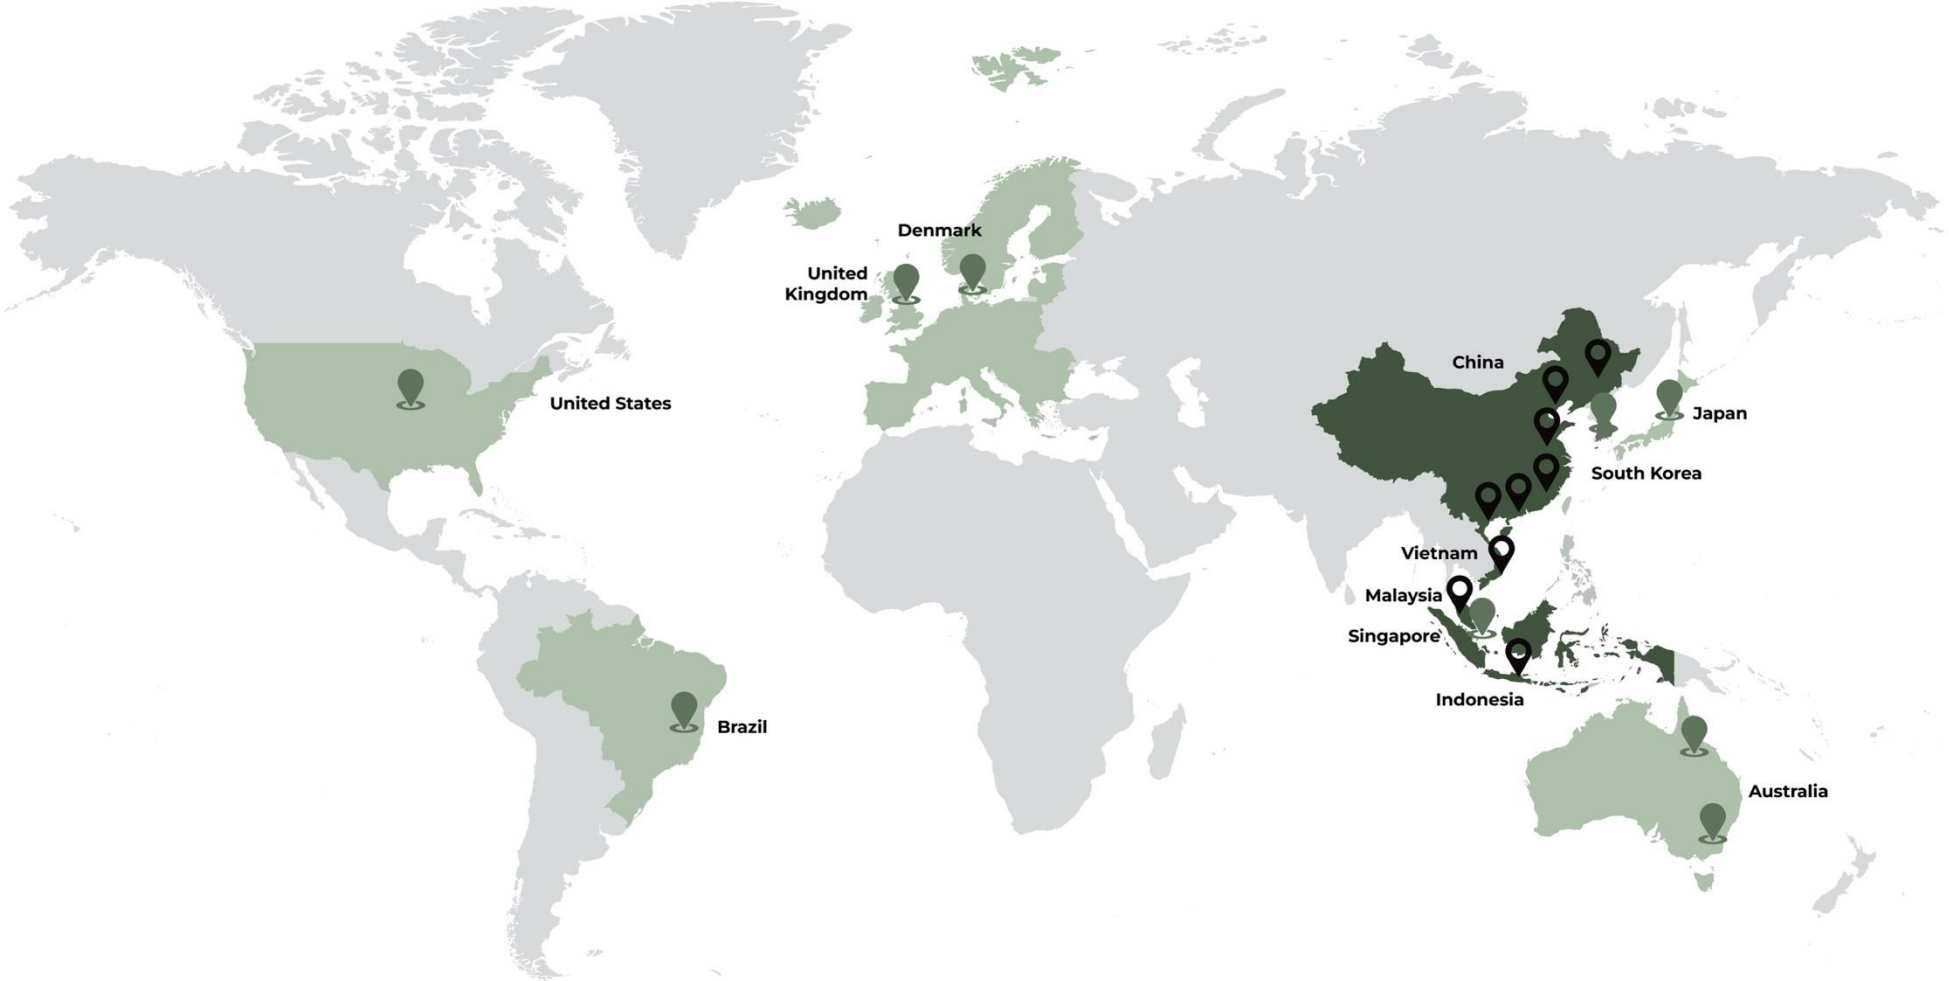 Denmark
United
Kingdom
China
United States
Japan
South Korea
Vietnam
Malaysia
Singapore
Indonesia
Brazil
Australia